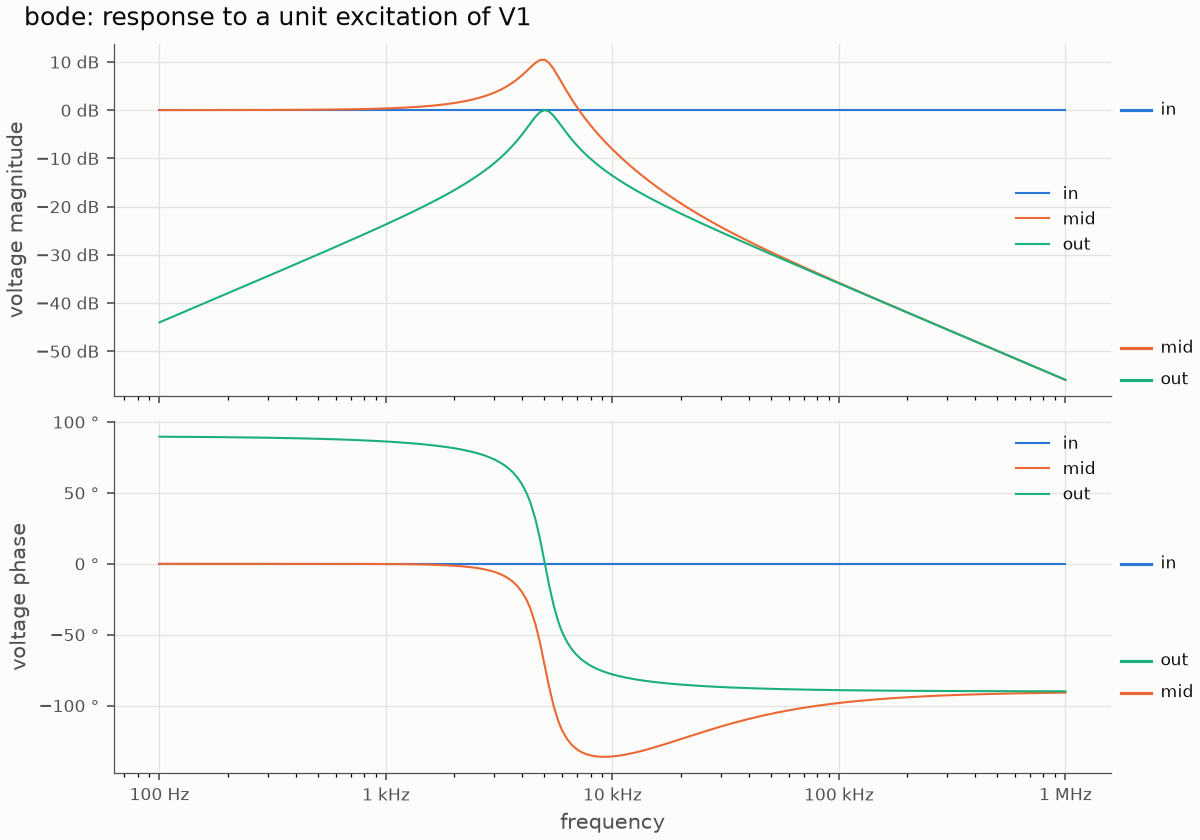 bode: response to a unit excitation of V1
voltage magnitude
10 dB
0 dB
−10 dB
−20 dB
−30 dB
−40 dB
−50 dB
in
mid
out
in
mid
out
voltage phase
100 °
50 °
0 °
−50 °
−100 °
in
mid
out
in
out
mid
100 Hz
1 kHz
10 kHz
100 kHz
1 MHz
frequency